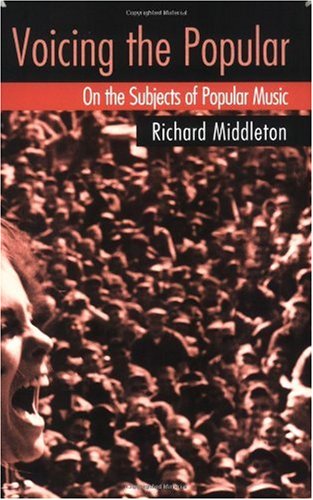 Voicing the Popular
On the Subjects of Popular Music
Richard Middleton